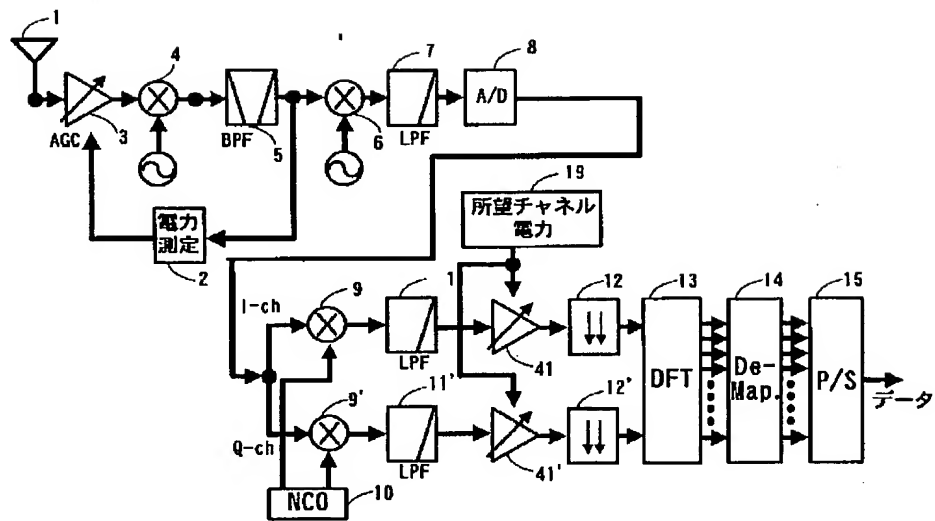 1
4
7
8
A/D
3
AGC
BPF
5
6
LPF
電力
測定
2
19
所望チャネル
電力
I-ch
9
1
LPF
41
12
13
14
15
DFT
De-
Map.
P/S
データ
Q-ch
9'
11'
LPF
41'
12'
NCO
10